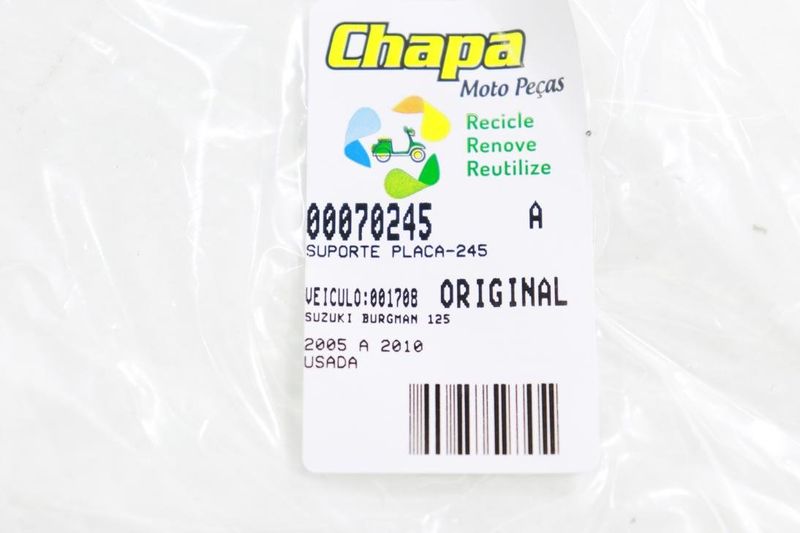 Chapa
Moto Peças
Recicle
Renove
Reutilize
00070245 A
SUPORTE PLACA-245
VEICULO:001708 ORIGINAL
SUZUKI BURGMAN 125
2005 A 2010
USADA